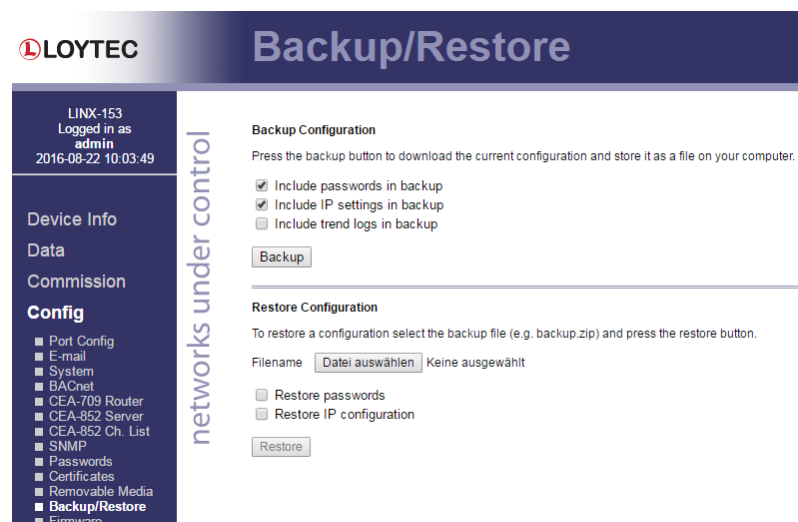 LOYTEC
Backup/Restore
LINX-153
Logged in as
admin
2016-08-22 10:03:49
Device Info
Data
Commission
Config
Port Config
E-mail
System
BACnet
CEA-709 Router
CEA-852 Server
CEA-852 Ch. List
SNMP
Passwords
Certificates
Removable Media
Backup/Restore
Firmware
networks under control
Backup Configuration
Press the backup button to download the current configuration and store it as a file on your computer.
Include passwords in backup
Include IP settings in backup
Include trend logs in backup
Backup
Restore Configuration
To restore a configuration select the backup file (e.g. backup.zip) and press the restore button.
Filename Datei auswählen Keine ausgewählt
Restore passwords
Restore IP configuration
Restore